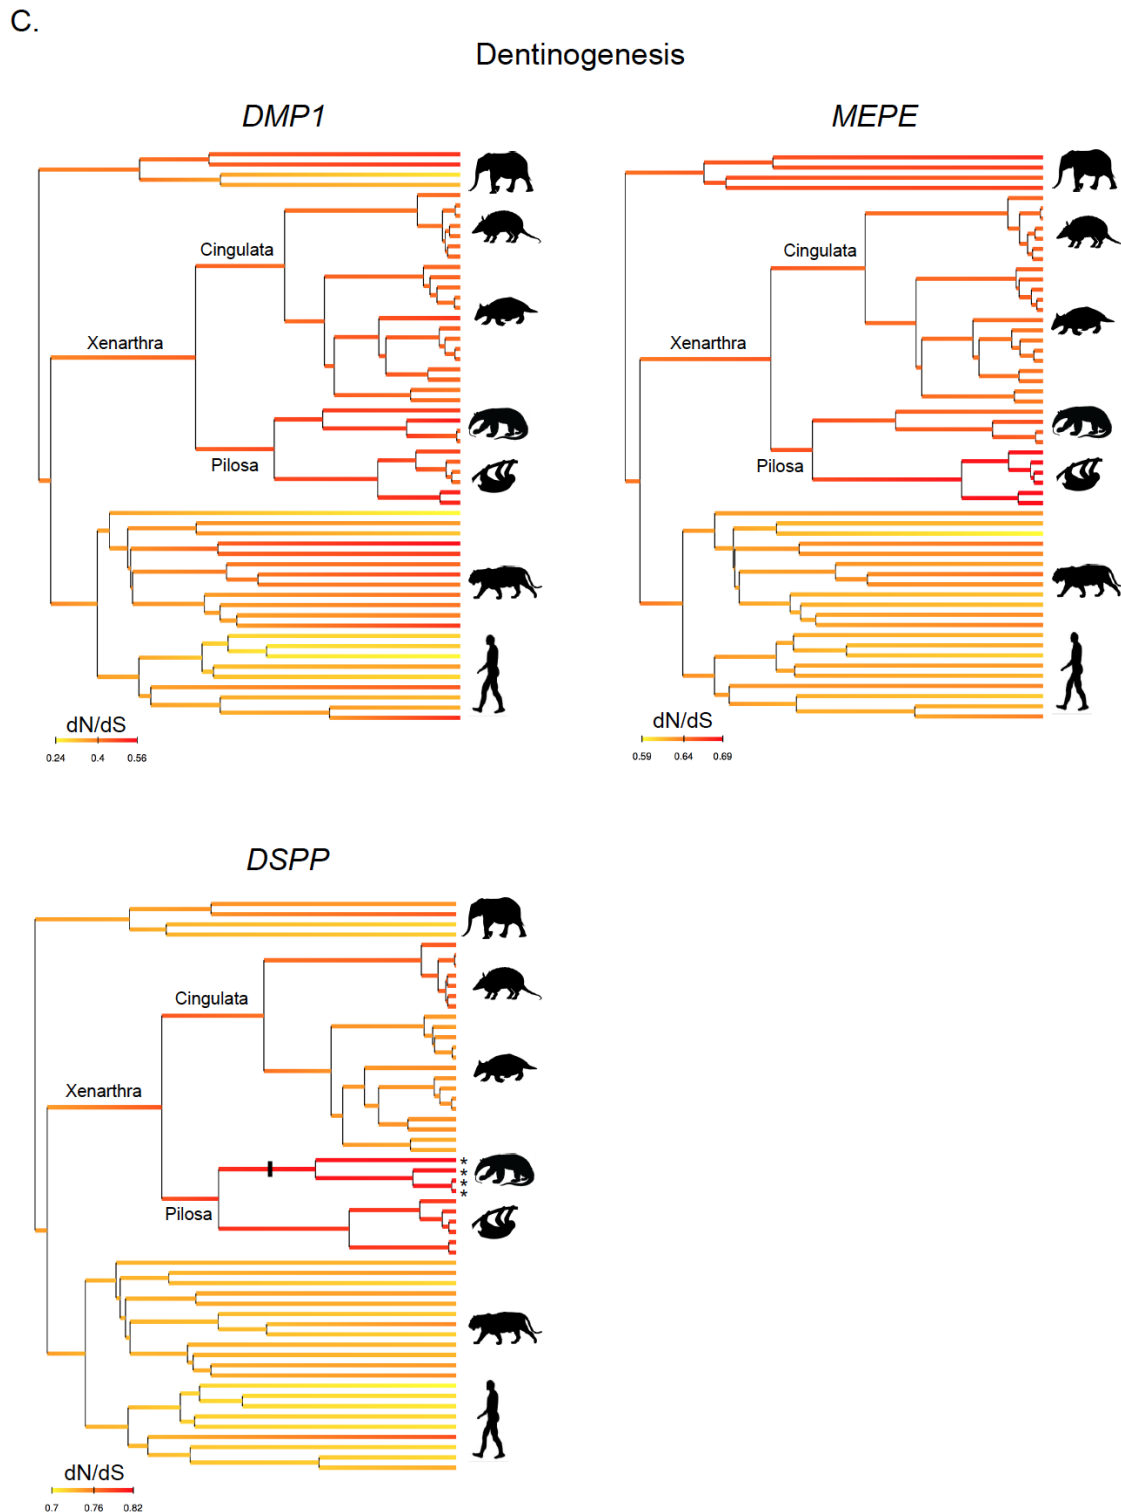 C.
Dentinogenesis
DMP1
MEPE
Cingulata
Cingulata
Xenarthra
Xenarthra
Pilosa
Pilosa
dN/dS
0.24 0.4 0.56
dN/dS
0.59 0.64 0.69
DSPP
Cingulata
Xenarthra
*
*
*
*
Pilosa
dN/dS
0.7 0.76 0.82